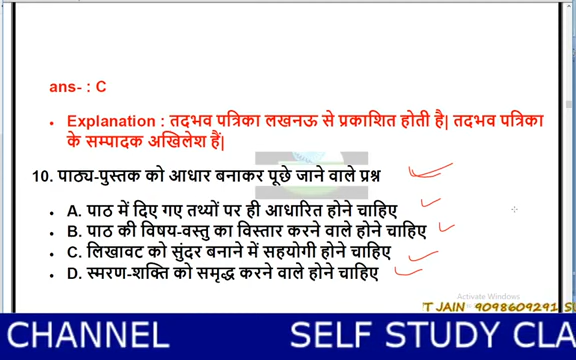 ans- : C
• Explanation : तदभव पत्रिका लखनऊ से प्रकाशित होती है| तदभव पत्रिका
के सम्पादक अखिलेश हैं|
10. पाठ्य-पुस्तक को आधार बनाकर पूछे जाने वाले प्रश्न
• A. पाठ में दिए गए तथ्यों पर ही आधारित होने चाहिए
• B. पाठ की विषय-वस्तु का विस्तार करने वाले होने चाहिए
• C. लिखावट को सुंदर बनाने में सहयोगी होने चाहिए
• D. स्मरण-शक्ति को समृद्ध करने वाले होने चाहिए
Activate Windows
T JAIN 9098609291 S
CHANNEL SELF STUDY CLA